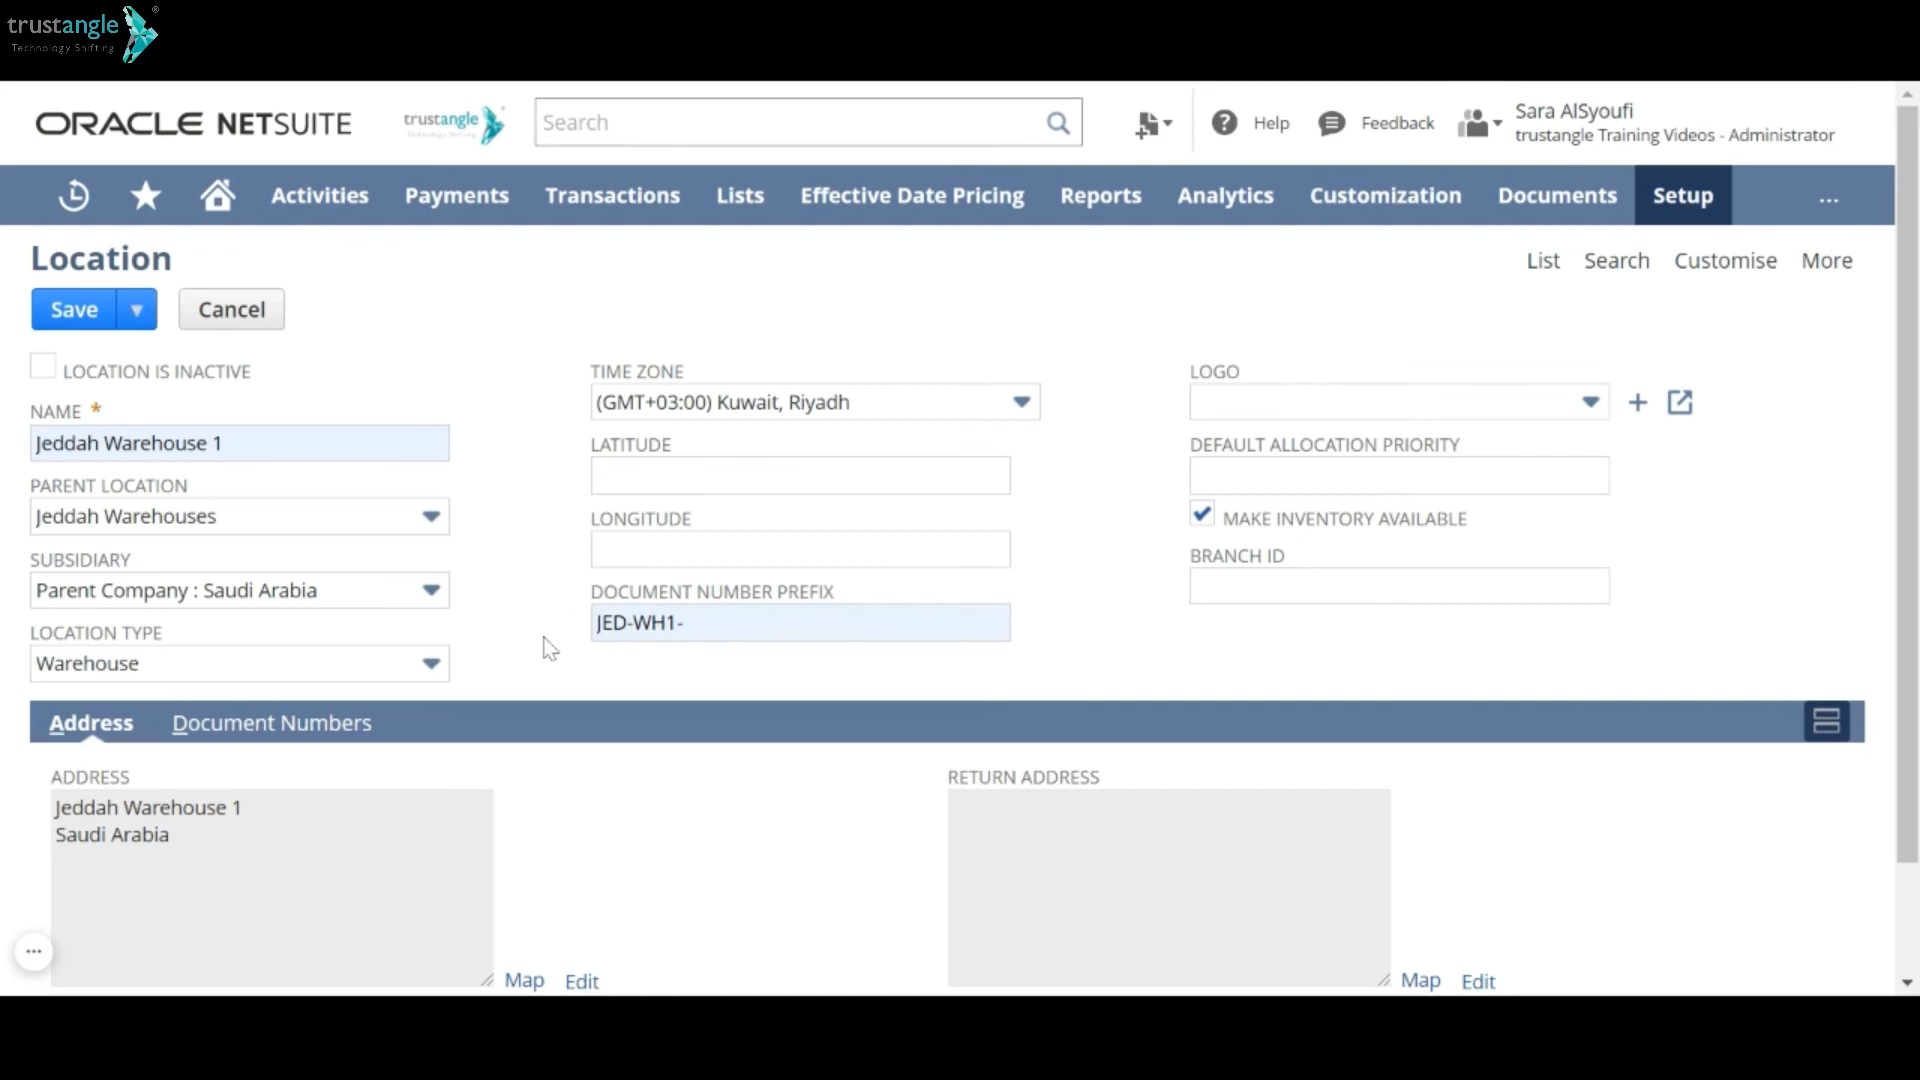 trustangle
Technology Shifting
ORACLE NETSUITE
trustangle
Technology Shifting
Search
Help
Feedback
Sara AlSyoufi
trustangle Training Videos - Administrator
Activities
Payments
Transactions
Lists
Effective Date Pricing
Reports
Analytics
Customization
Documents
Setup
...
Location
List
Search
Customise
More
Save
Cancel
LOCATION IS INACTIVE
NAME *
Jeddah Warehouse 1
PARENT LOCATION
Jeddah Warehouses
SUBSIDIARY
Parent Company : Saudi Arabia
LOCATION TYPE
Warehouse
TIME ZONE
(GMT+03:00) Kuwait, Riyadh
LATITUDE
LONGITUDE
DOCUMENT NUMBER PREFIX
JED-WH1-
LOGO
DEFAULT ALLOCATION PRIORITY
MAKE INVENTORY AVAILABLE
BRANCH ID
Address
Document Numbers
ADDRESS
Jeddah Warehouse 1
Saudi Arabia
Map
Edit
RETURN ADDRESS
Map
Edit